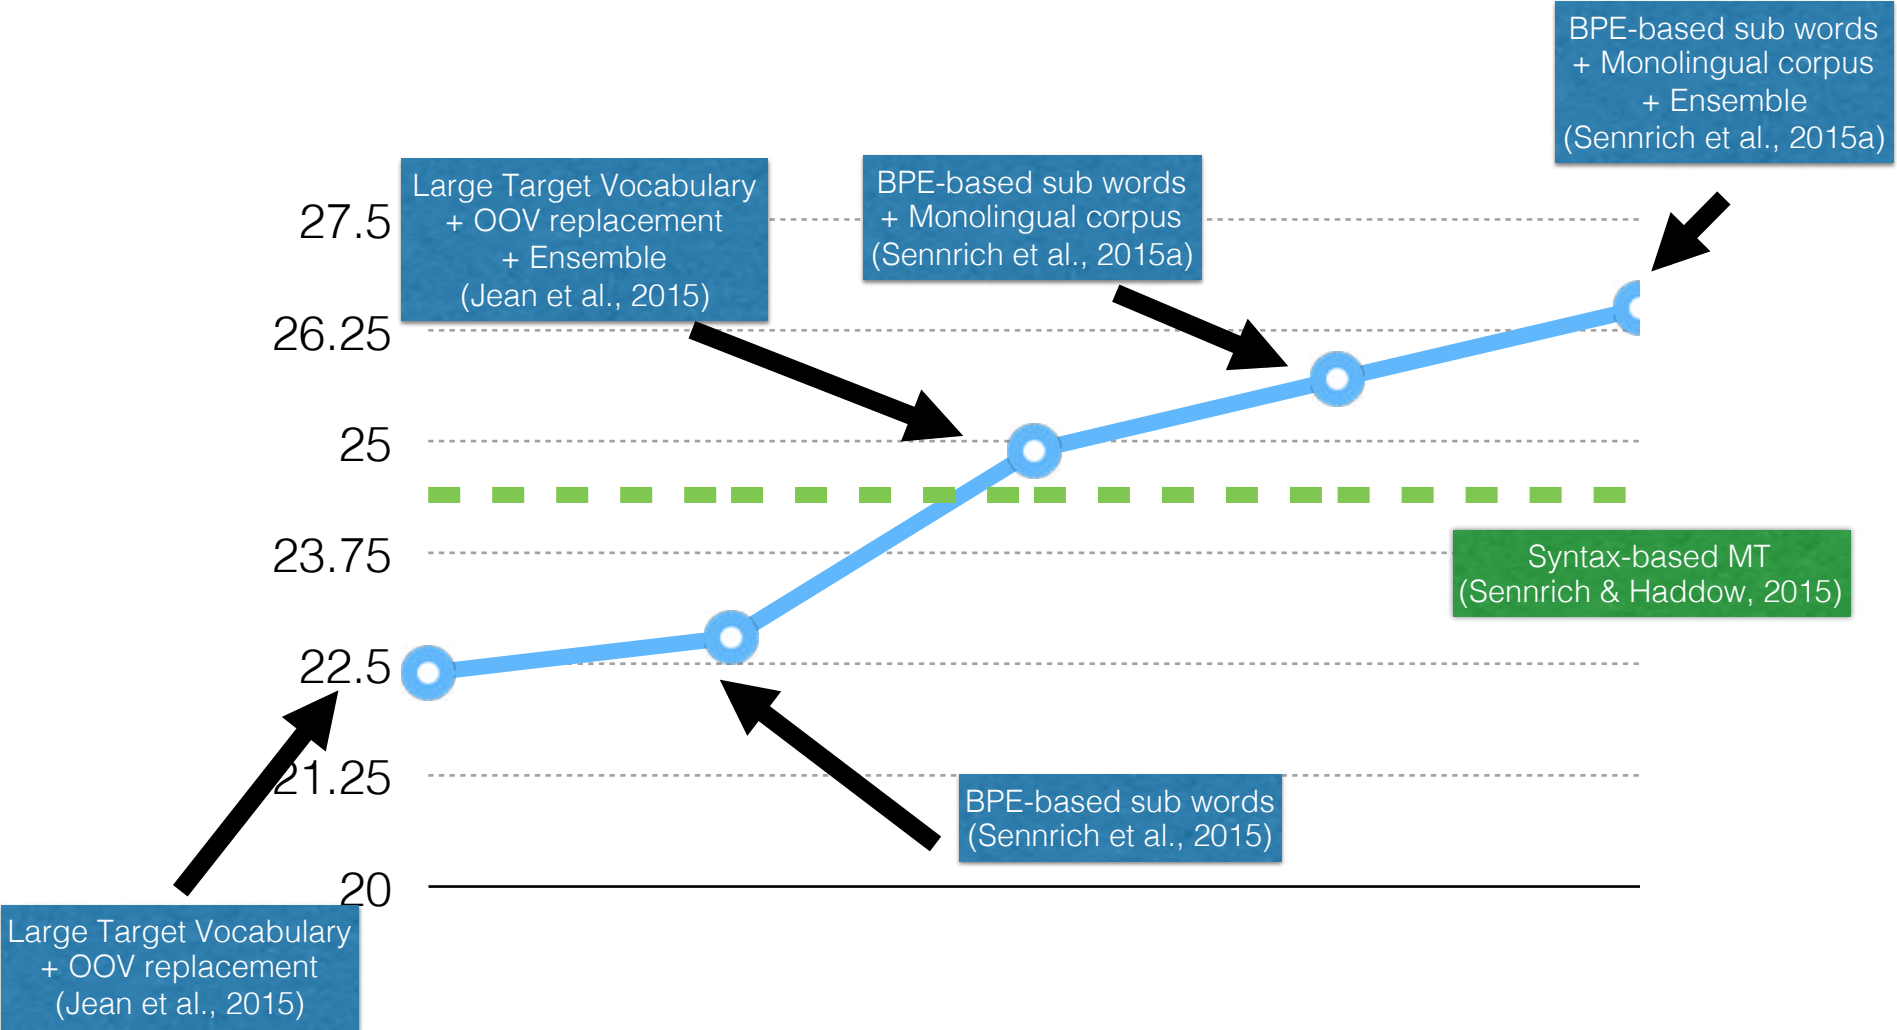 BPE-based sub words
+ Monolingual corpus
+ Ensemble
(Sennrich et al., 2015a)
Large Target Vocabulary
+ OOV replacement
+ Ensemble
(Jean et al., 2015)
BPE-based sub words
+ Monolingual corpus
(Sennrich et al., 2015a)
27.5
26.25
25
23.75
22.5
21.25
20
Syntax-based MT
(Sennrich & Haddow, 2015)
BPE-based sub words
(Sennrich et al., 2015)
Large Target Vocabulary
+ OOV replacement
(Jean et al., 2015)